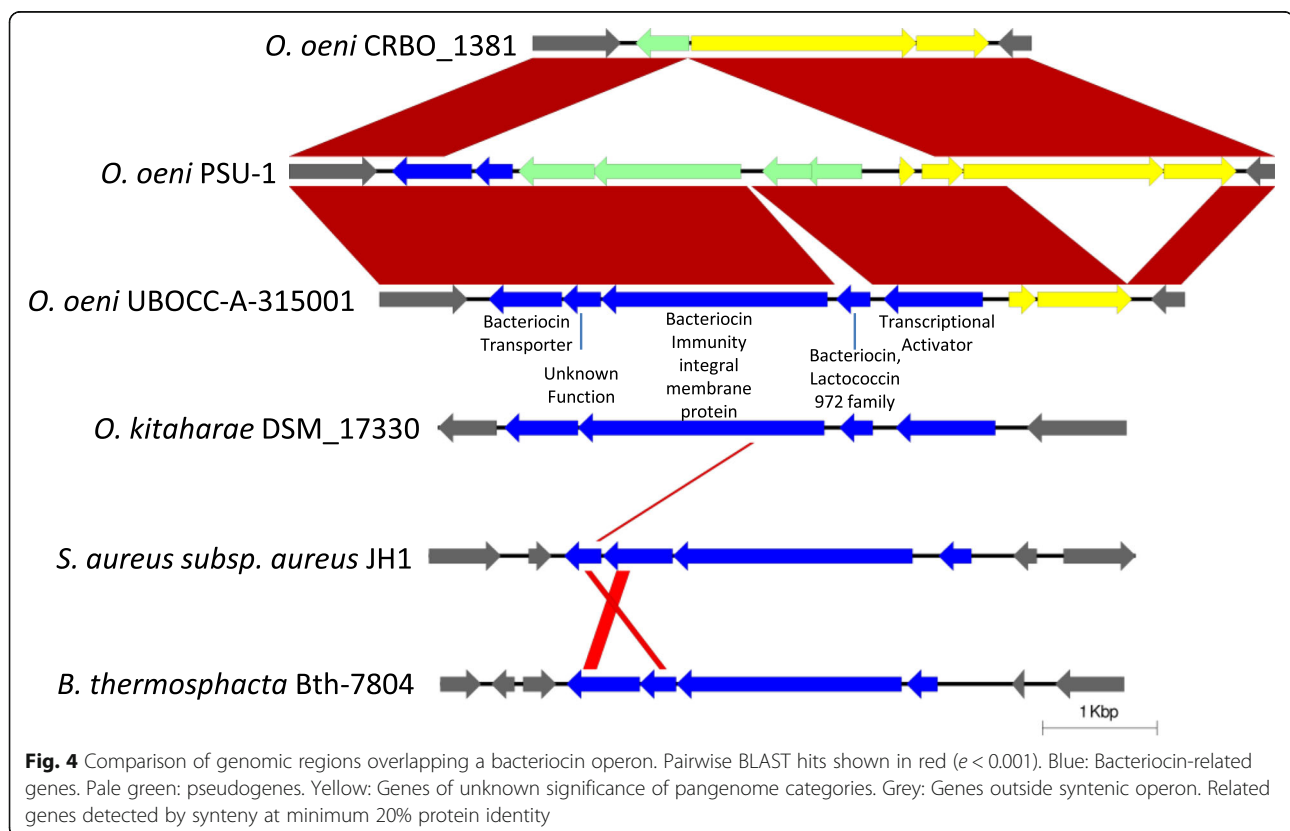 O. oeni CRBO_1381
O. oeni PSU-1
O. oeni UBOCC-A-315001
Bacteriocin
Transporter
Unknown
Function
Bacteriocin
Immunity
integral
membrane
protein
Bacteriocin,
Lactococcin
972 family
Transcriptional
Activator
O. kitaharae DSM_17330
S. aureus subsp. aureus JH1
B. thermosphacta Bth-7804
1 Kbp
Fig. 4 Comparison of genomic regions overlapping a bacteriocin operon. Pairwise BLAST hits shown in red (e < 0.001). Blue: Bacteriocin-related
genes. Pale green: pseudogenes. Yellow: Genes of unknown significance of pangenome categories. Grey: Genes outside syntenic operon. Related
genes detected by synteny at minimum 20% protein identity